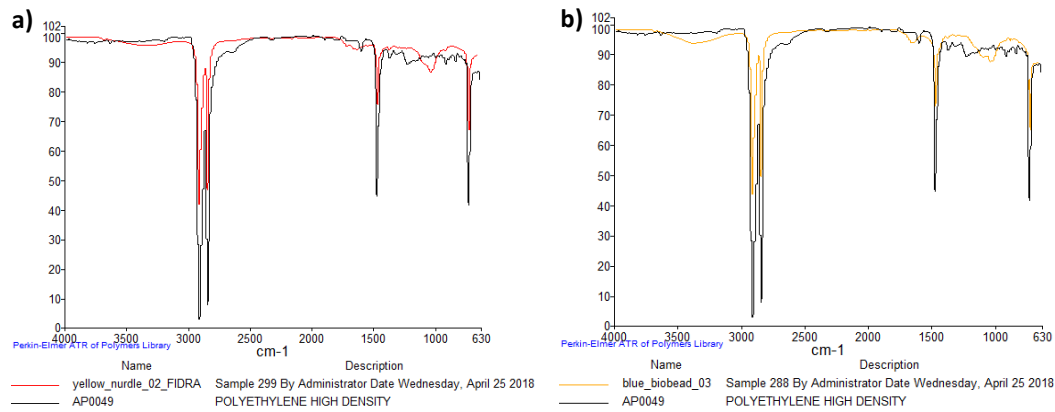 a)
102
100
90
80
70
60
50
40
30
20
10
0
4000 3000 2500 2000 1500 1000 630
cm-1
Perkin-Elmer ATR of Polymers Library
Name Description
yellow_nurdle_02_FIDRA Sample 299 By Administrator Date Wednesday, April 25 2018
AP0049 POLYETHYLENE HIGH DENSITY
b)
102
100
90
80
70
60
50
40
30
20
10
0
4000 3000 2000 1500 1000 630
cm-1
Perkin-Elmer ATR of Polymers Library
Name Description
blue_biobead_03 Sample 288 By Administrator Date Wednesday, April 25 2018
AP0049 POLYETHYLENE HIGH DENSITY